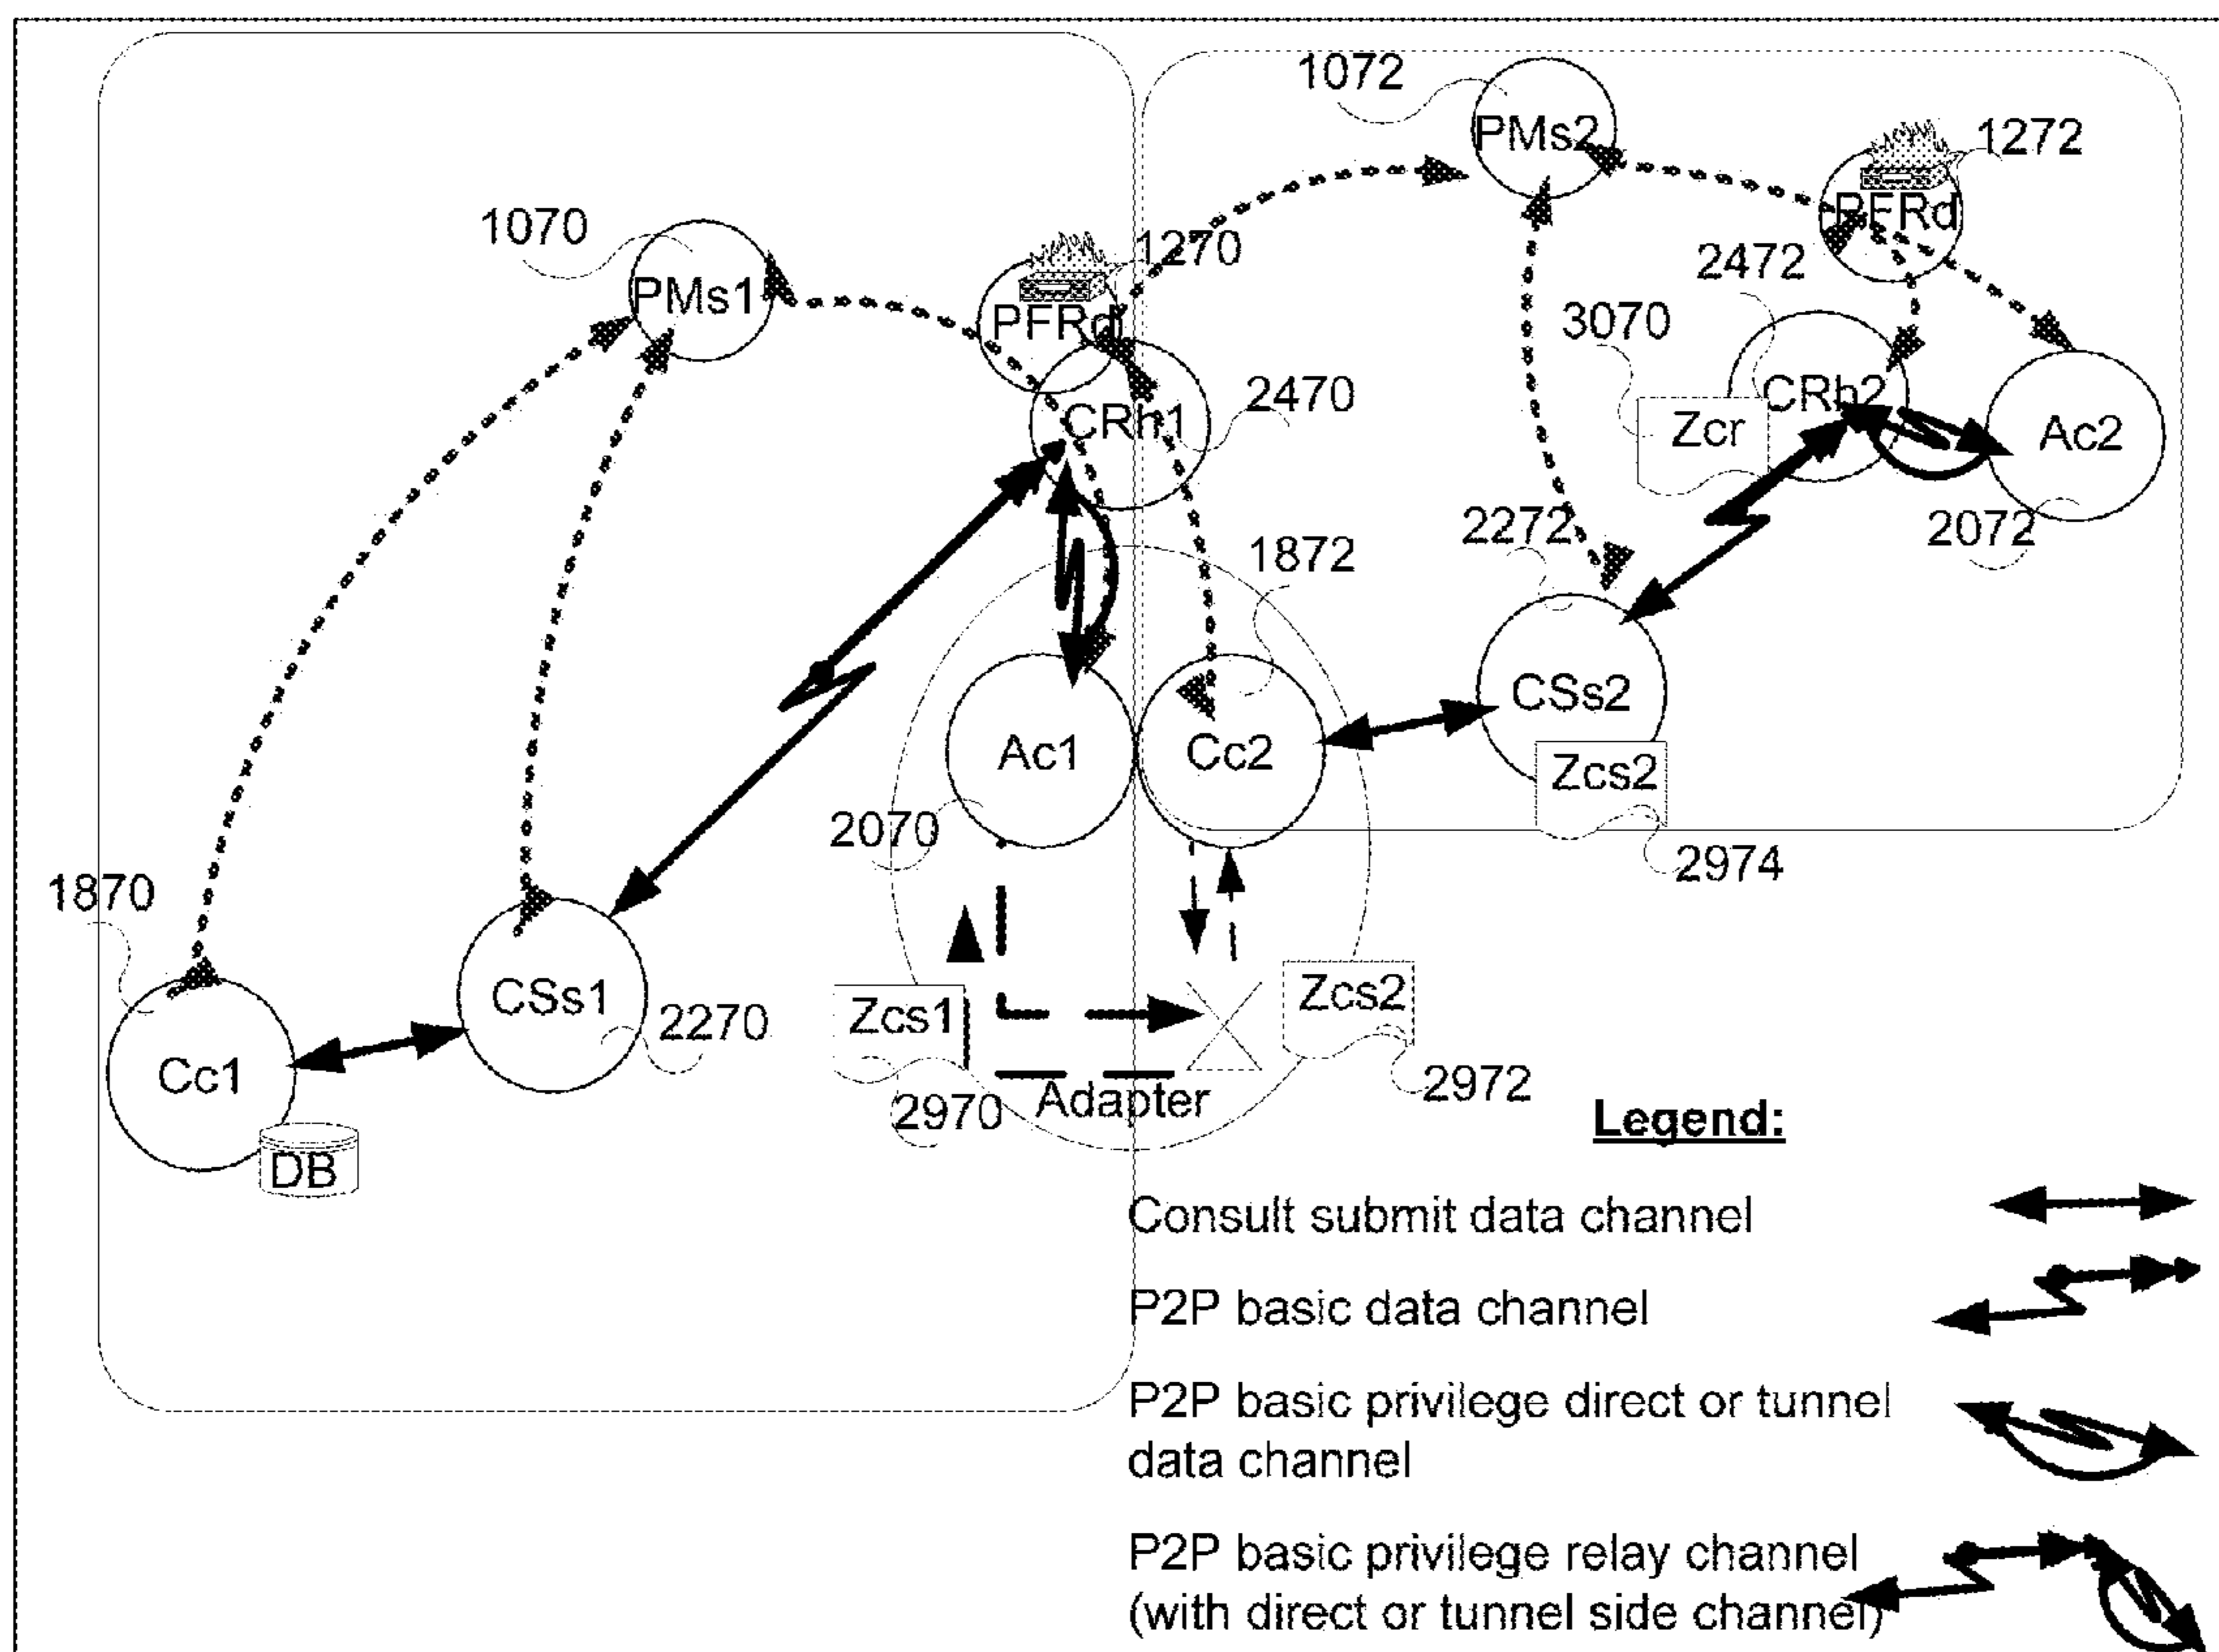 1072
PMs2
1272
PFRd
1070
PMs1
1270
PFRd
2472
3070
CRh2
Zcr
Ac2
2470
CRh1
2272
2072
1872
CSs2
Ac1
Cc2
Zcs2
2070
2974
1870
CSs1
2270
Zcs1
Zcs2
Cc1
2970
Adapter
2972
DB
Legend:
Consult submit data channel
P2P basic data channel
P2P basic privilege direct or tunnel
data channel
P2P basic privilege relay channel
(with direct or tunnel side channel)